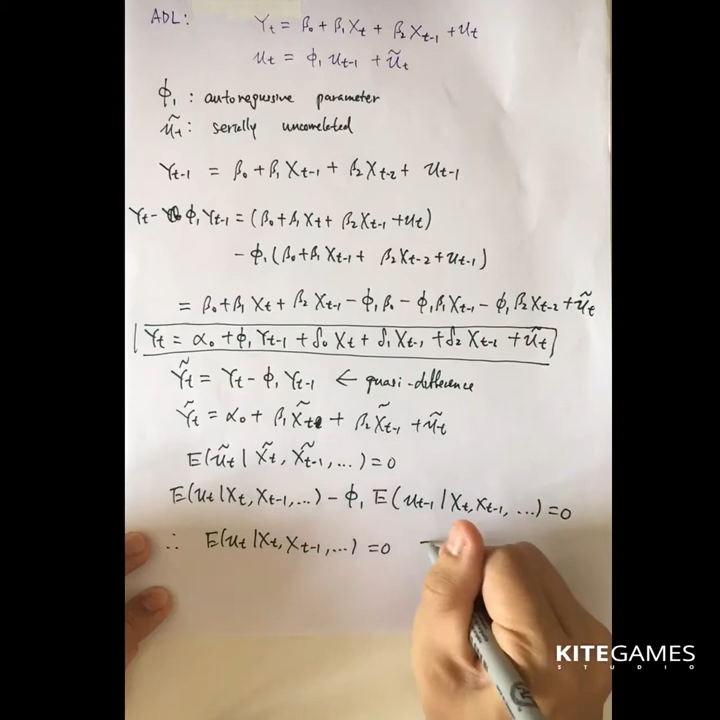 ADL: Yt = β₀ + β₁Xt + β₂Xt-1 + ut
ut = ϕ₁ ut-1 + ũt
ϕ₁ : autoregressive parameter
ũt : serially uncorrelated
Yt-1 = β₀ + β₁Xt-1 + β₂Xt-2 + ut-1
Yt - ϕ₁Yt-1 = (β₀ + β₁Xt + β₂Xt-1 + ut)
- ϕ₁(β₀ + β₁Xt-1 + β₂Xt-2 + ut-1)
= β₀ + β₁Xt + β₂Xt-1 - ϕ₁β₀ - ϕ₁β₁Xt-1 - ϕ₁β₂Xt-2 + ũt
Yt = α₀ + ϕ₁Yt-1 + δ₀Xt + δ₁Xt-1 + δ₂Xt-2 + ũt
Ỹt = Yt - ϕ₁Yt-1 ← quasi-difference
Ỹt = α₀ + β₁X̃t + β₂X̃t-1 + ũt
E(ũt | X̃t, X̃t-1, ...) = 0
E(ut | Xt, Xt-1, ...) - ϕ₁ E(ut-1 | Xt, Xt-1, ...) = 0
∴ E(ut | Xt, Xt-1, ...) = 0
KITEGAMES
STUDIO